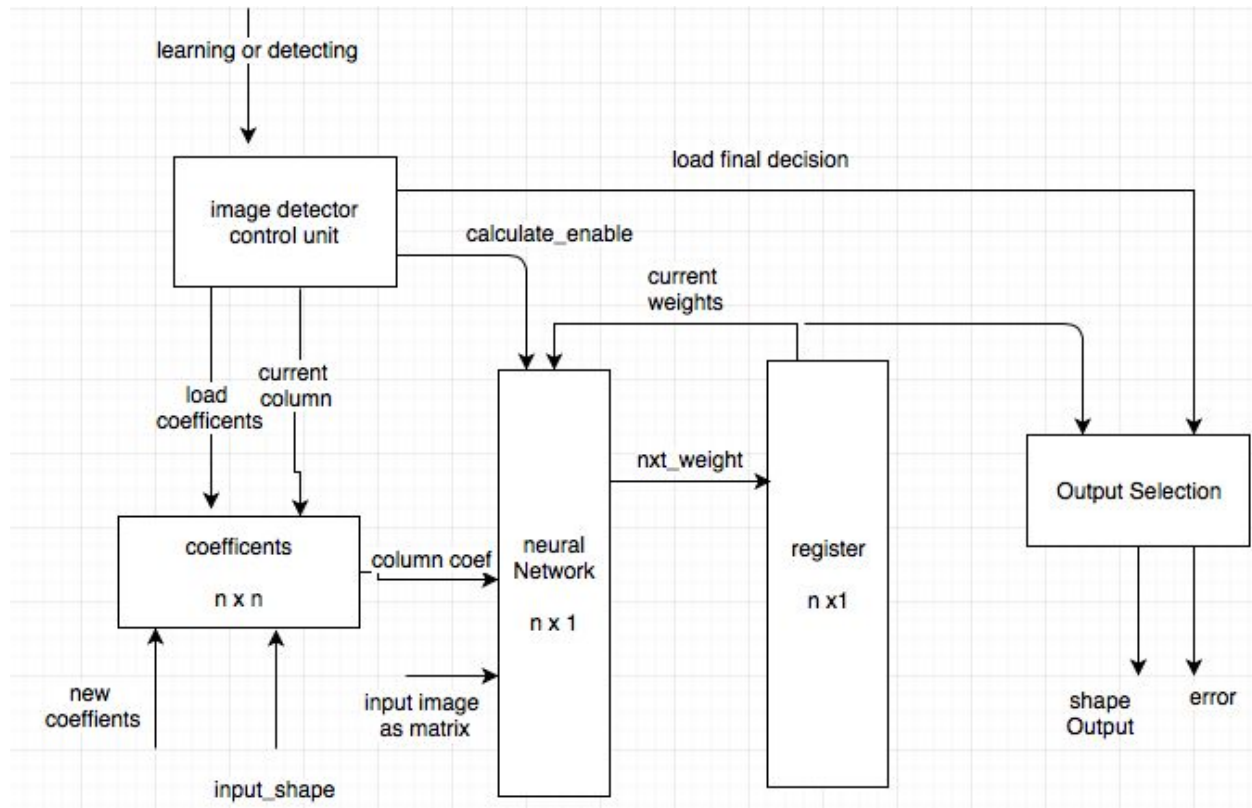 learning or detecting
load final decision
image detector
control unit
calculate_enable
current
weights
load
coefficents
current
column
nxt_weight
Output Selection
coefficents
n x n
column coef
neural
Network
n x 1
register
n x1
new
coeffients
input_shape
input image
as matrix
shape
Output
error